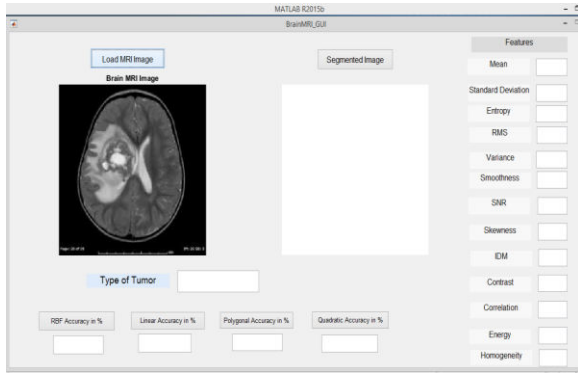 MATLAB R2015b
BrainMRI_GUI
Load MRI Image
Segmented Image
Brain MRI Image
Type of Tumor
RBF Accuracy in %
Linear Accuracy in %
Polygonal Accuracy in %
Quadratic Accuracy in %
Features
Mean
Standard Deviation
Entropy
RMS
Variance
Smoothness
SNR
Skewness
IDM
Contrast
Correlation
Energy
Homogeneity